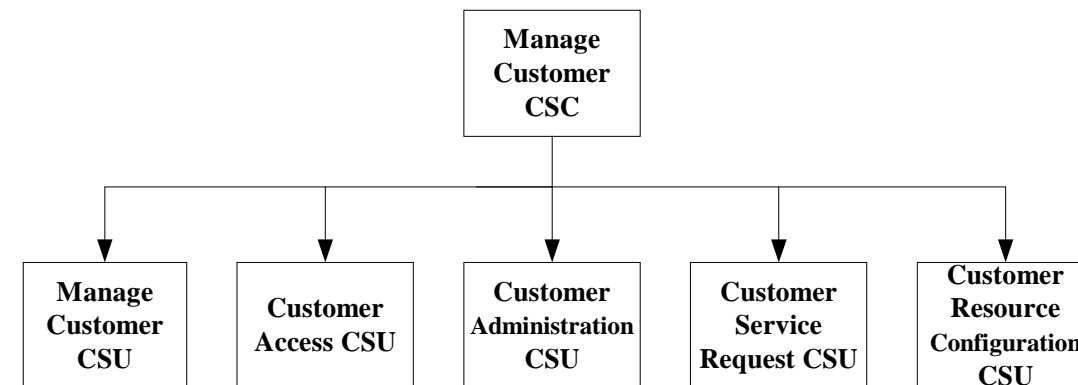 Manage
Customer
CSC
Manage
Customer
CSU
Customer
Access CSU
Customer
Administration
CSU
Customer
Service
Request CSU
Customer
Resource
Configuration
CSU